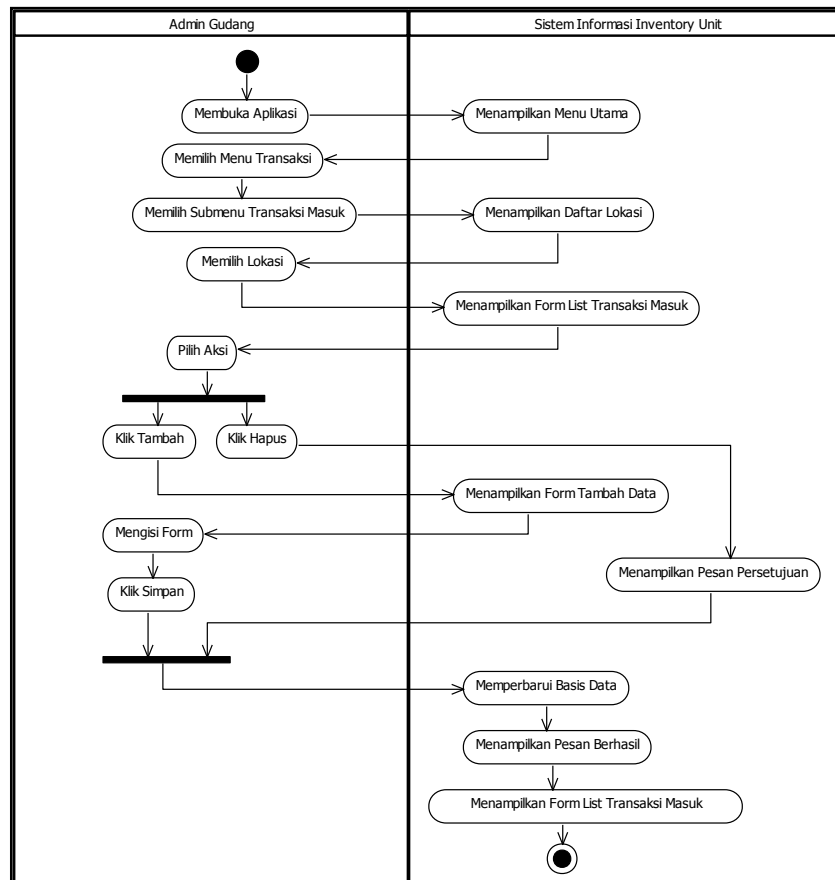 Admin Gudang
Sistem Informasi Inventory Unit
Membuka Aplikasi
Menampilkan Menu Utama
Memilih Menu Transaksi
Memilih Submenu Transaksi Masuk
Menampilkan Daftar Lokasi
Memilih Lokasi
Menampilkan Form List Transaksi Masuk
Pilih Aksi
Klik Tambah
Klik Hapus
Menampilkan Form Tambah Data
Mengisi Form
Menampilkan Pesan Persetujuan
Klik Simpan
Memperbarui Basis Data
Menampilkan Pesan Berhasil
Menampilkan Form List Transaksi Masuk